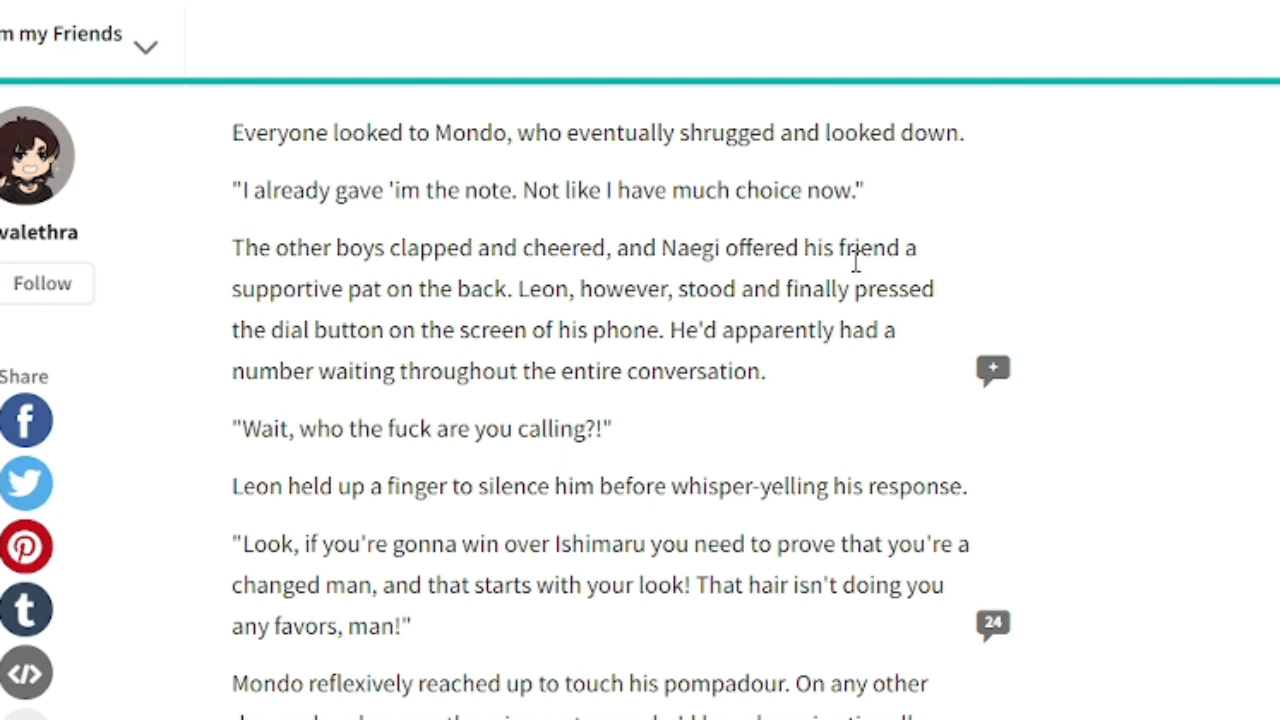 m my Friends
Everyone looked to Mondo, who eventually shrugged and looked down.
"I already gave 'im the note. Not like I have much choice now."
valethra
The other boys clapped and cheered, and Naegi offered his friend a
Follow
supportive pat on the back. Leon, however, stood and finally pressed
the dial button on the screen of his phone. He'd apparently had a
number waiting throughout the entire conversation.
+
Share
"Wait, who the fuck are you calling?!"
Leon held up a finger to silence him before whisper-yelling his response.
"Look, if you're gonna win over Ishimaru you need to prove that you're a
changed man, and that starts with your look! That hair isn't doing you
any favors, man!"
24
Mondo reflexively reached up to touch his pompadour. On any other